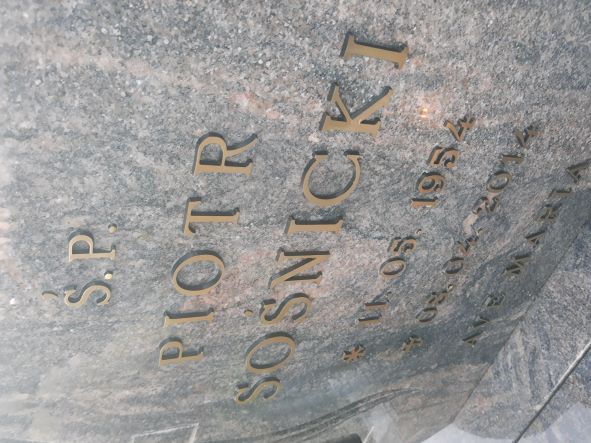 Ś.P.
PIOTR
SOŚNICKI
* 11.05.1954
* 08.04.2014
AVE MARIA